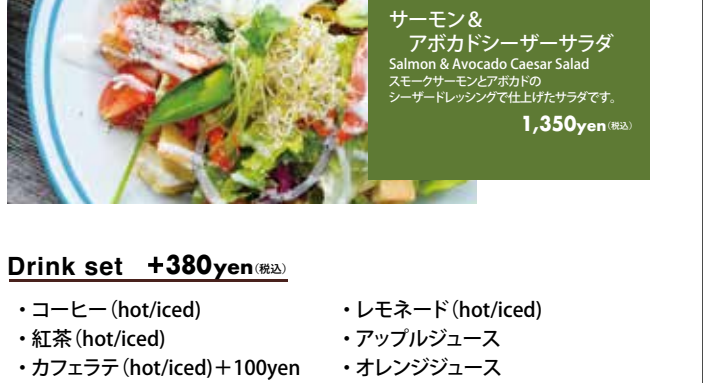 サーモン＆
アボカドシーザーサラダ
Salmon & Avocado Caesar Salad
スモークサーモンとアボカドの
シーザードレッシングで仕上げたサラダです。
1,350yen(税込)
Drink set +380yen(税込)
・コーヒー(hot/iced)
・紅茶(hot/iced)
・カフェラテ(hot/iced)＋100yen
・レモネード(hot/iced)
・アップルジュース
・オレンジジュース